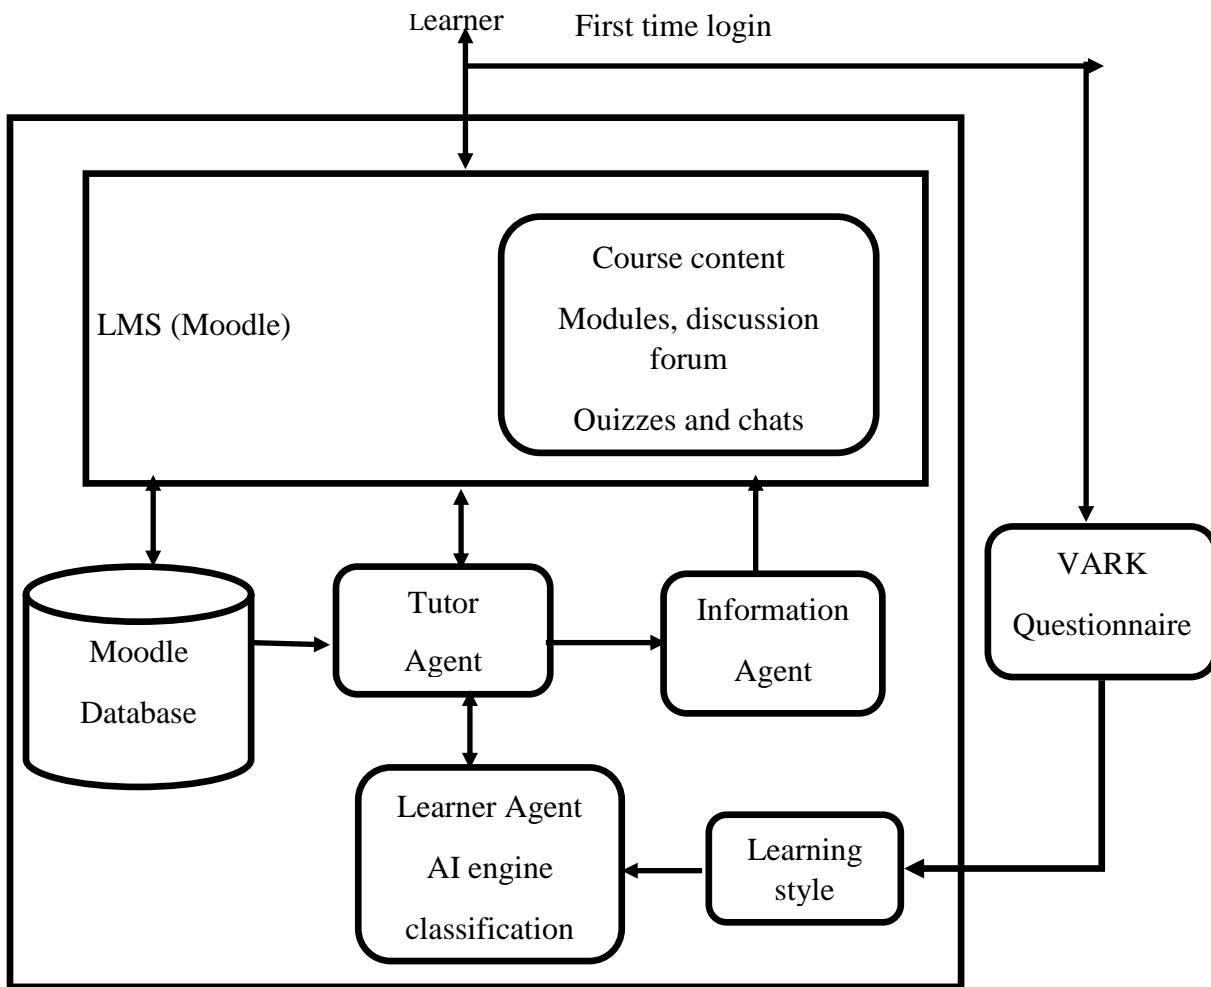 Learner
First time login
Course content
Modules, discussion
forum
Quizzes and chats
LMS (Moodle)
Moodle
Database
Tutor
Agent
Information
Agent
VARK
Questionnaire
Learner Agent
AI engine
classification
Learning
style